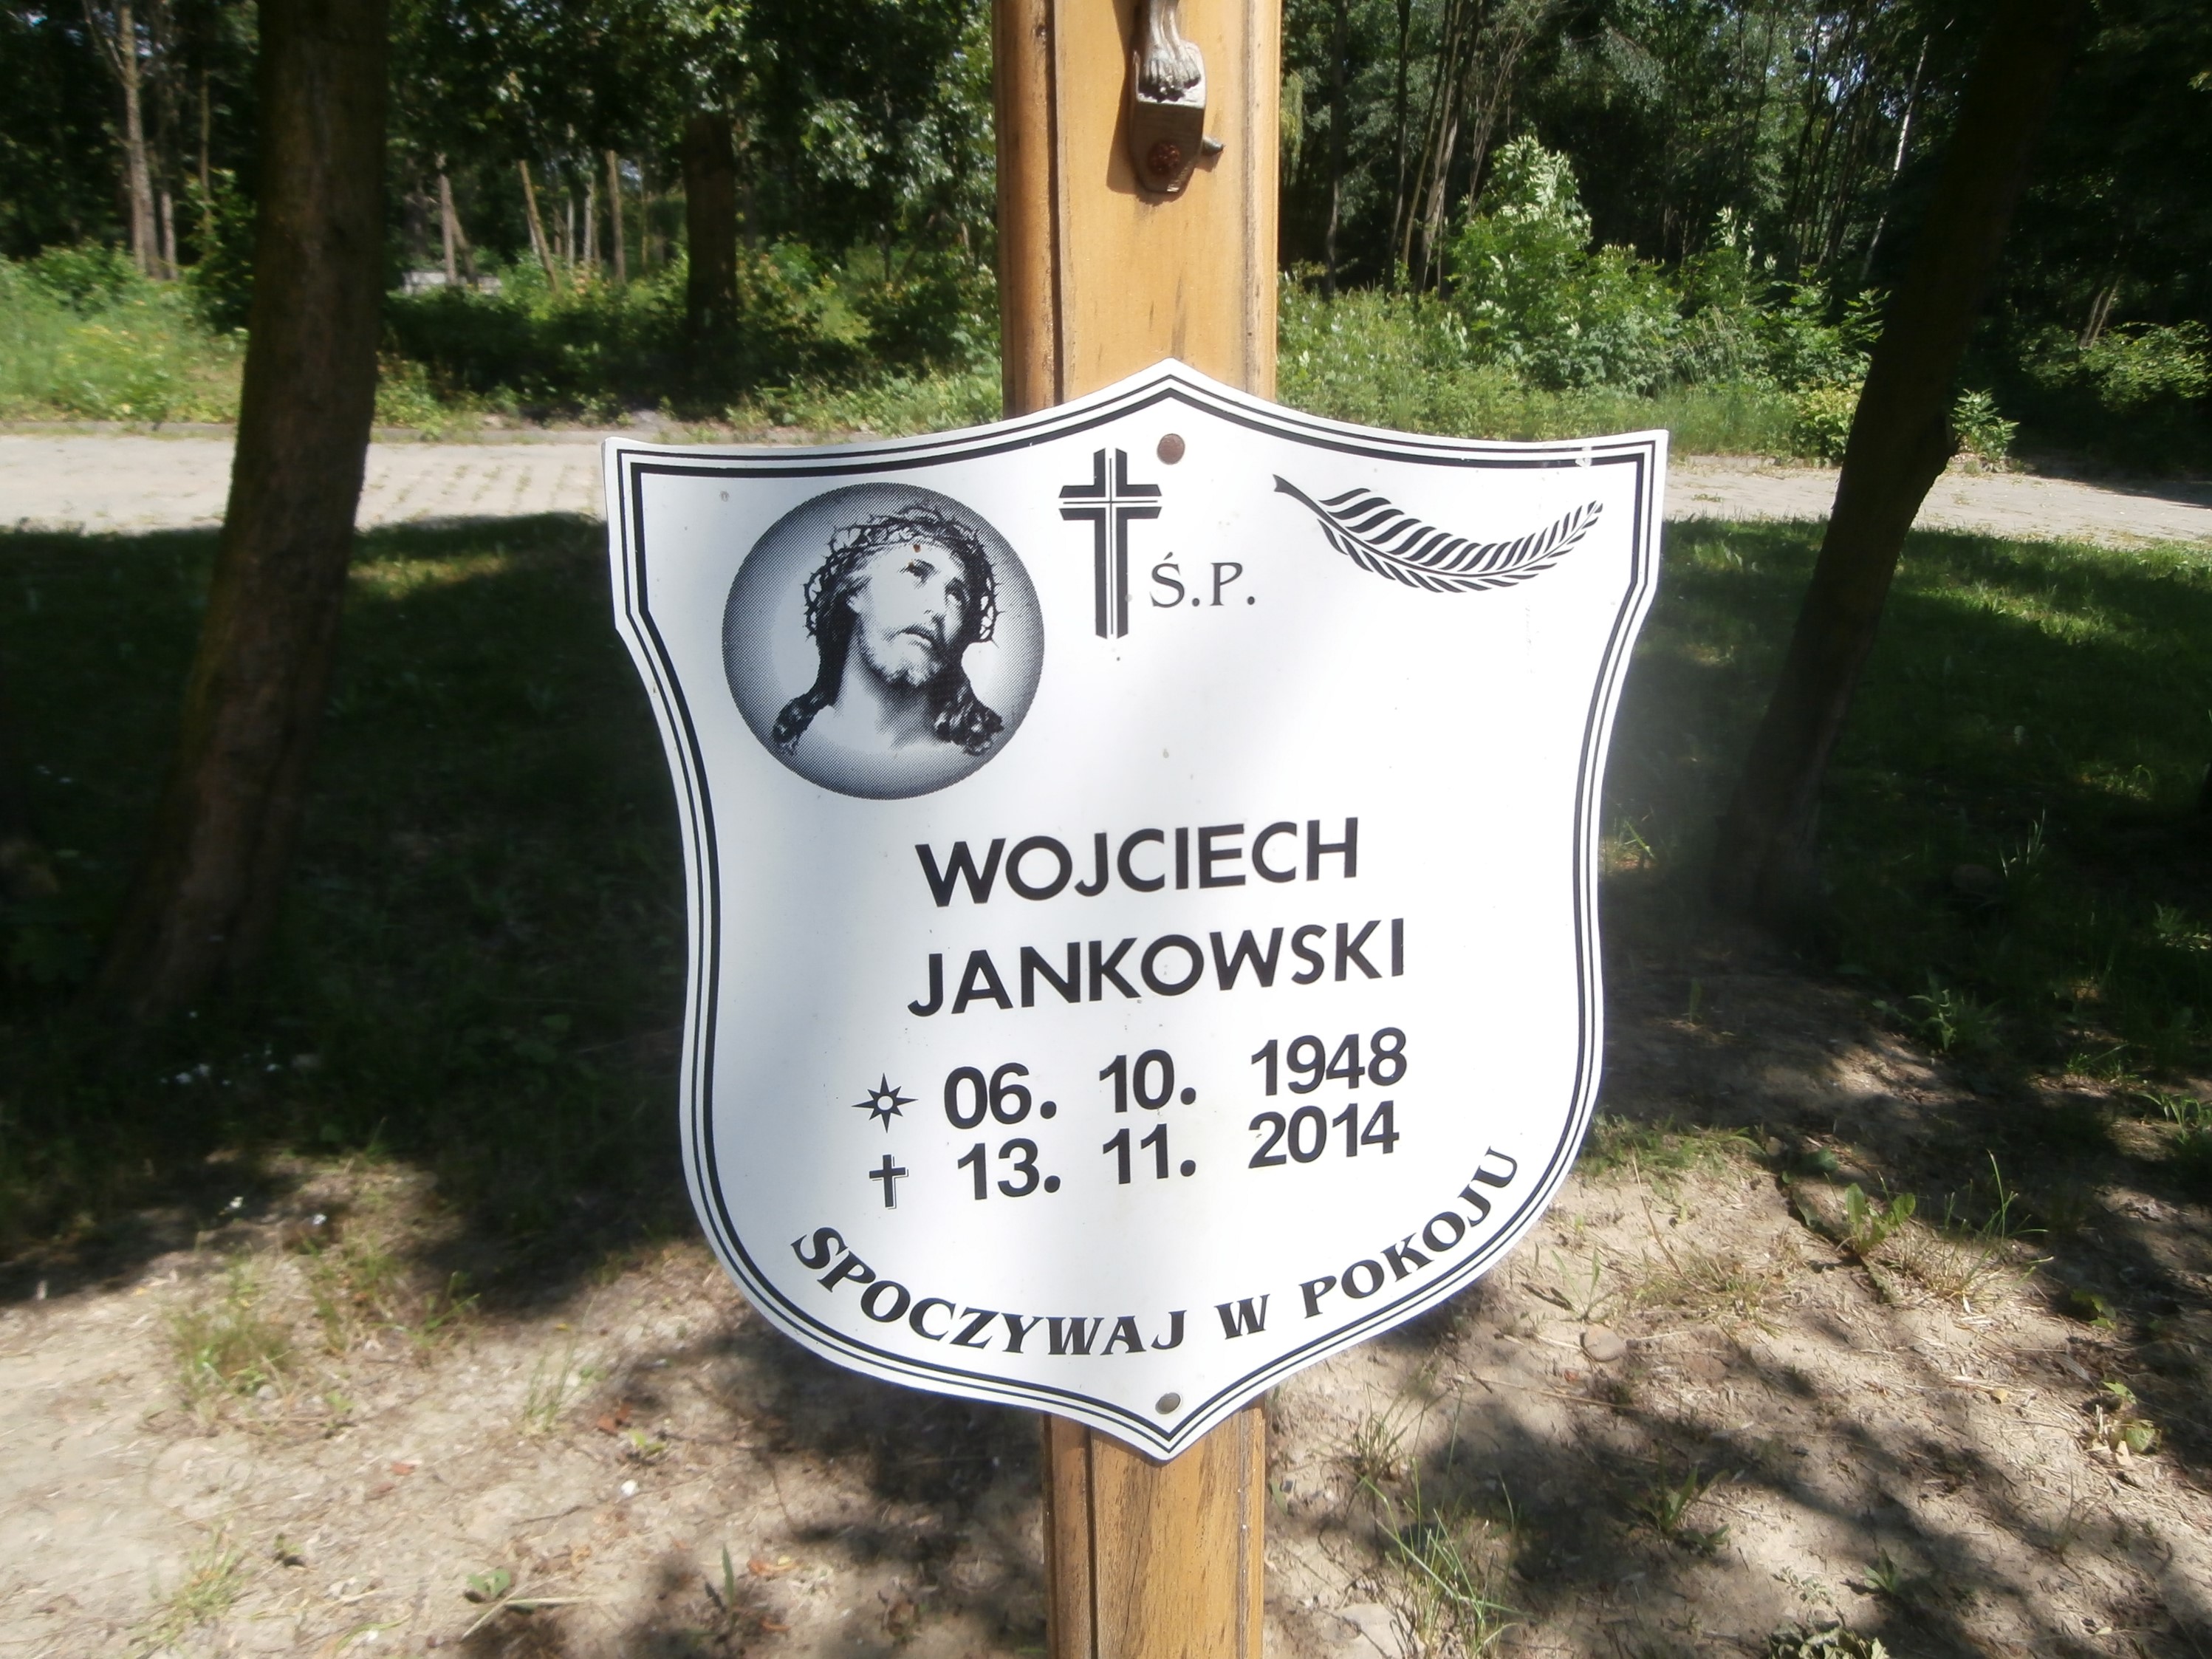 Ś.P.
WOJCIECH
JANKOWSKI
06. 10. 1948
13. 11. 2014
SPOCZYWAJ W POKOJU